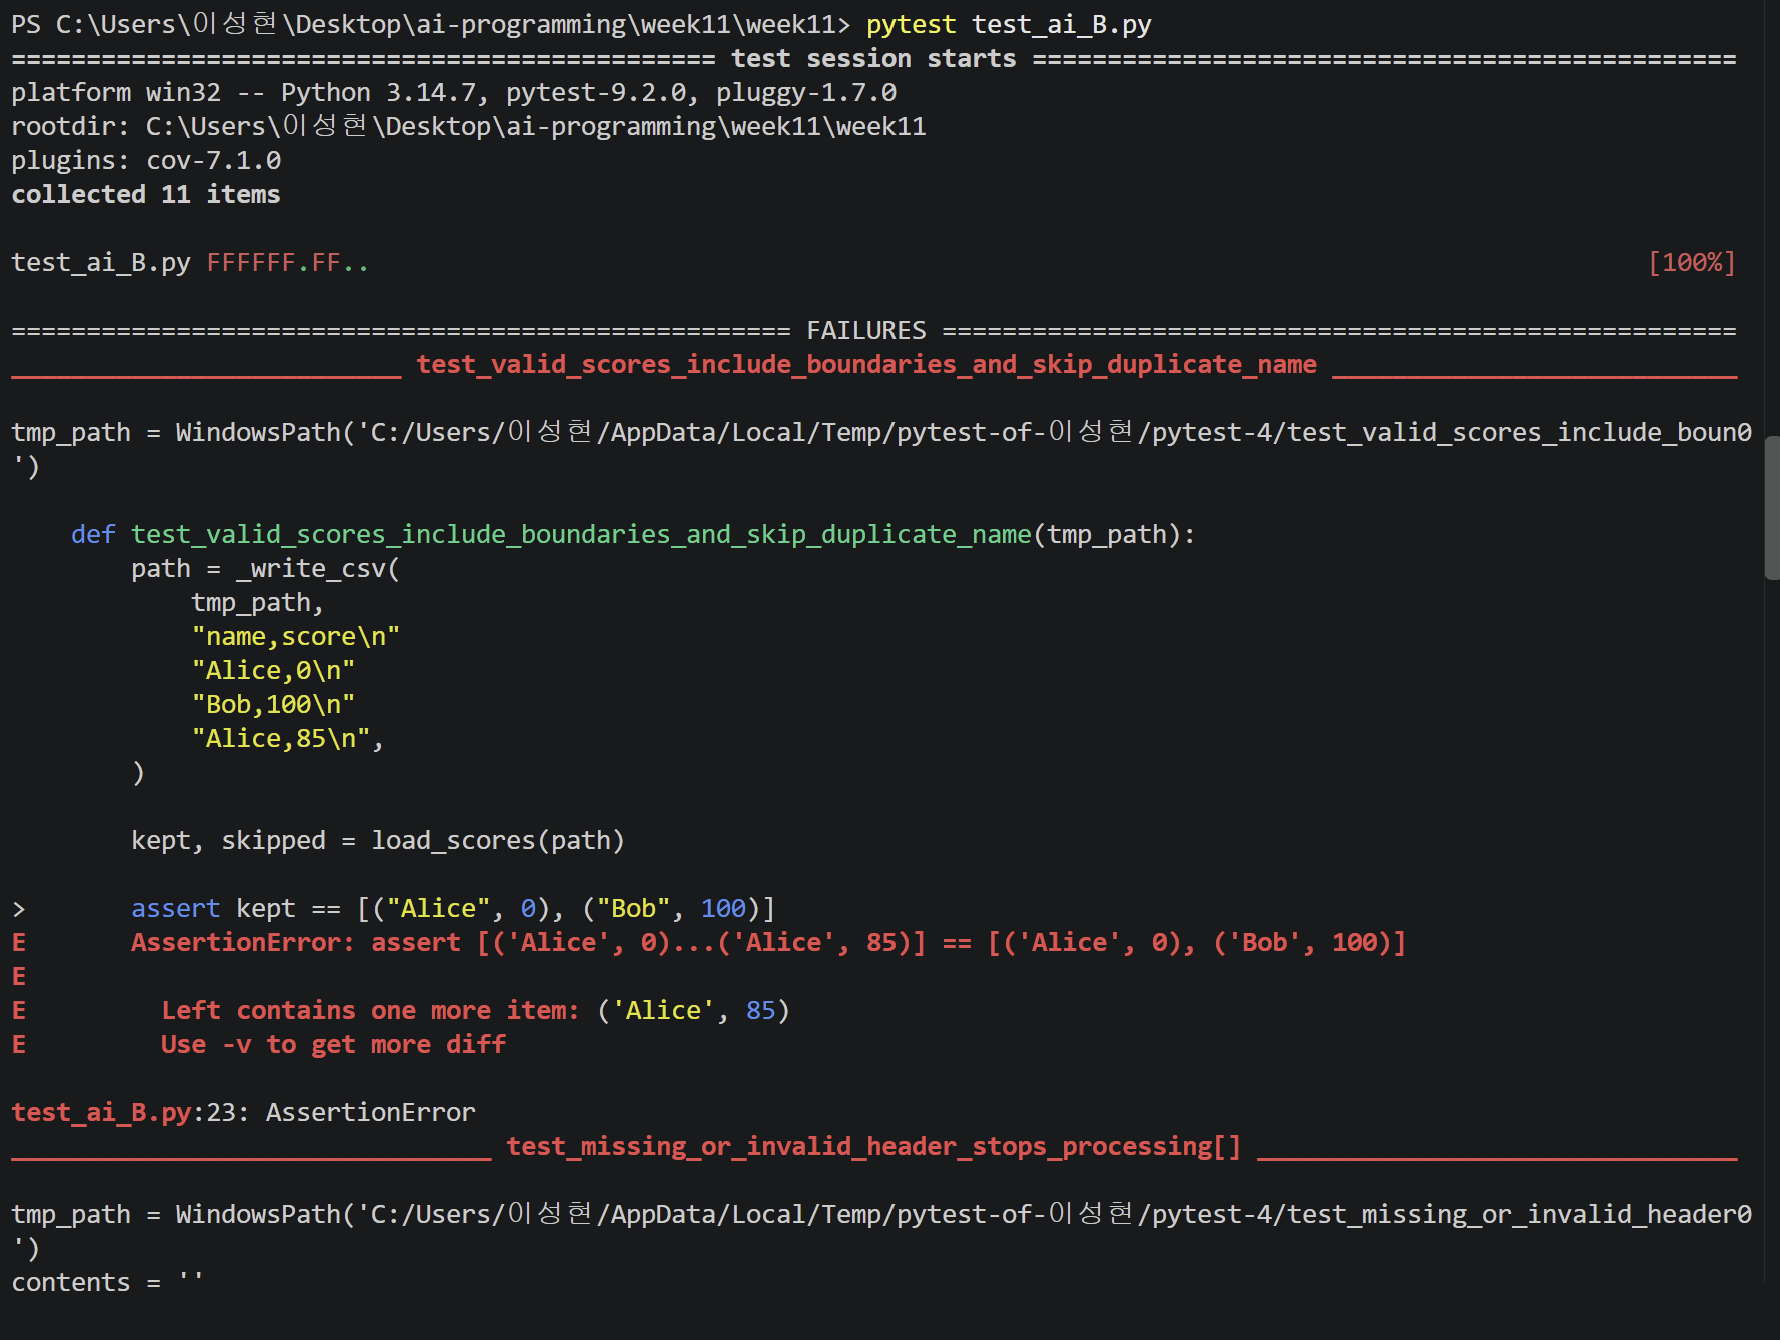 PS C:\Users\이성현\Desktop\ai-programming\week11\week11> pytest test_ai_B.py
=============================================== test session starts ===============================================
platform win32 -- Python 3.14.7, pytest-9.2.0, pluggy-1.7.0
rootdir: C:\Users\이성현\Desktop\ai-programming\week11\week11
plugins: cov-7.1.0
collected 11 items

test_ai_B.py FFFFFF.FF.. [100%]

==================================================== FAILURES =====================================================
__________________________ test_valid_scores_include_boundaries_and_skip_duplicate_name ___________________________

tmp_path = WindowsPath('C:/Users/이성현/AppData/Local/Temp/pytest-of-이성현/pytest-4/test_valid_scores_include_boun0
')

    def test_valid_scores_include_boundaries_and_skip_duplicate_name(tmp_path):
        path = _write_csv(
            tmp_path,
            "name,score\n"
            "Alice,0\n"
            "Bob,100\n"
            "Alice,85\n",
        )

        kept, skipped = load_scores(path)

>       assert kept == [("Alice", 0), ("Bob", 100)]
E       AssertionError: assert [('Alice', 0)...('Alice', 85)] == [('Alice', 0), ('Bob', 100)]
E
E         Left contains one more item: ('Alice', 85)
E         Use -v to get more diff

test_ai_B.py:23: AssertionError
________________________________ test_missing_or_invalid_header_stops_processing[] ________________________________

tmp_path = WindowsPath('C:/Users/이성현/AppData/Local/Temp/pytest-of-이성현/pytest-4/test_missing_or_invalid_header0
')
contents = ''